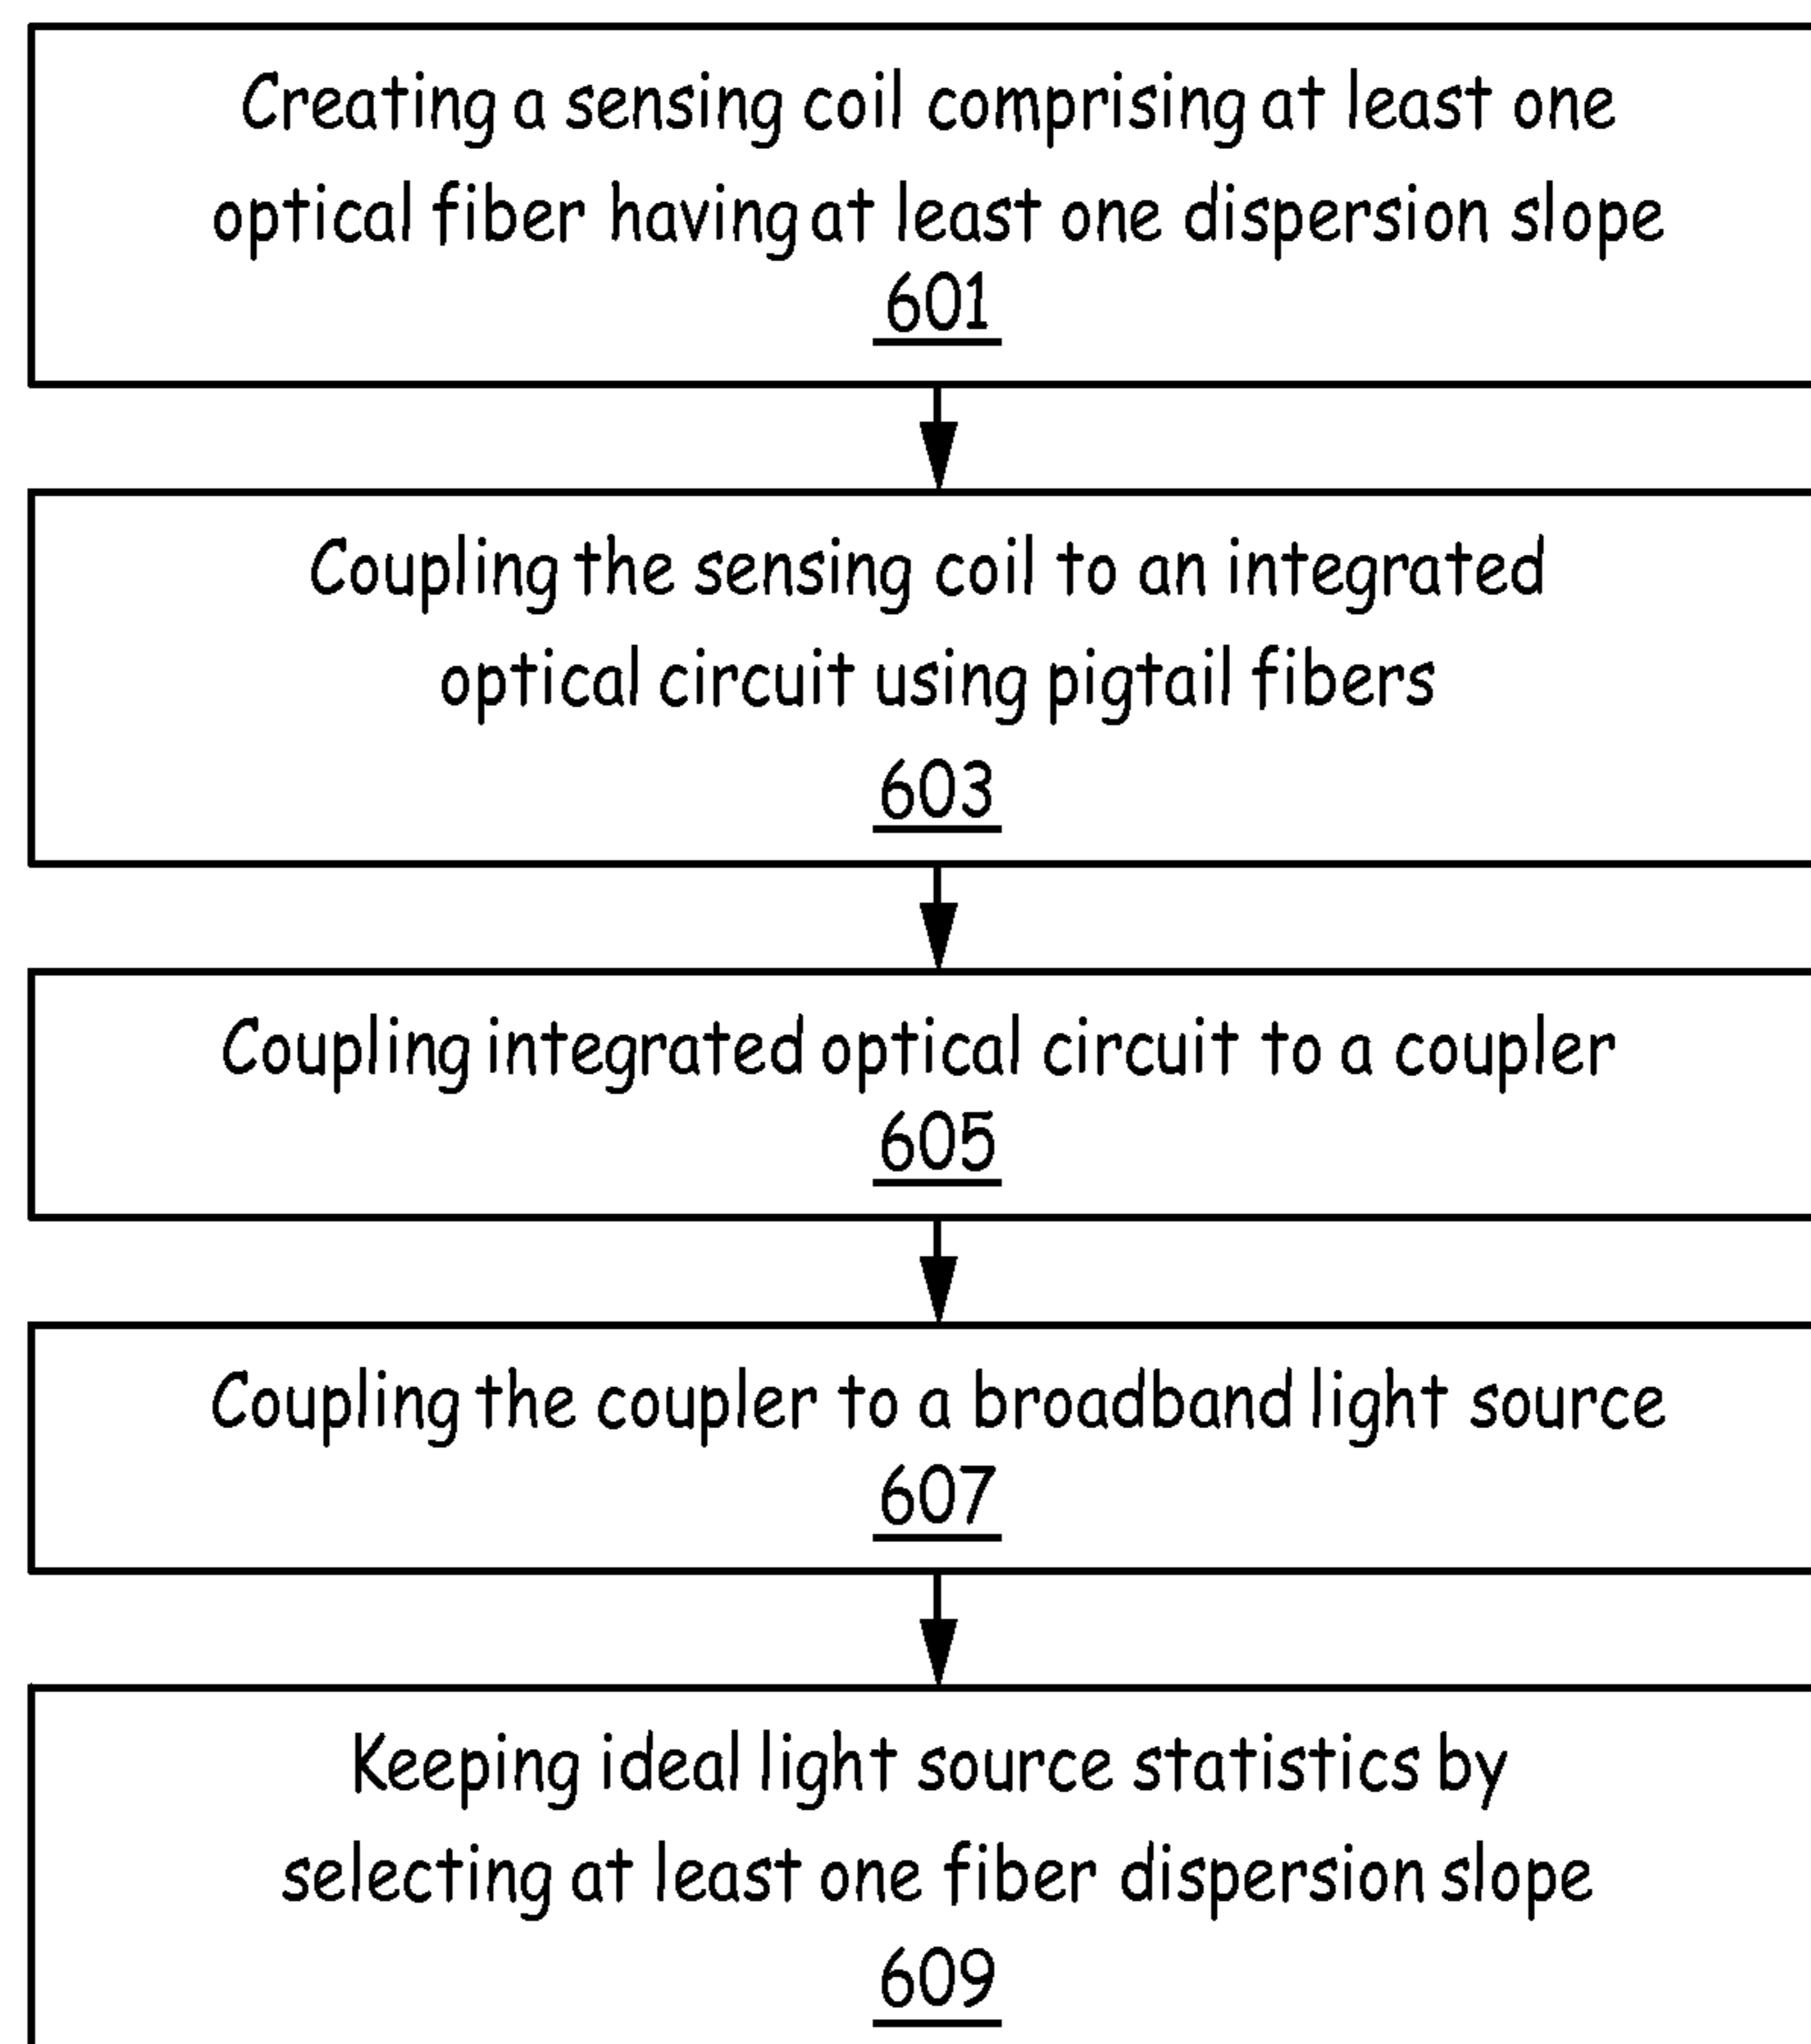 Creating a sensing coil comprising at least one
optical fiber having at least one dispersion slope
601
Coupling the sensing coil to an integrated
optical circuit using pigtail fibers
603
Coupling integrated optical circuit to a coupler
605
Coupling the coupler to a broadband light source
607
Keeping ideal light source statistics by
selecting at least one fiber dispersion slope
609